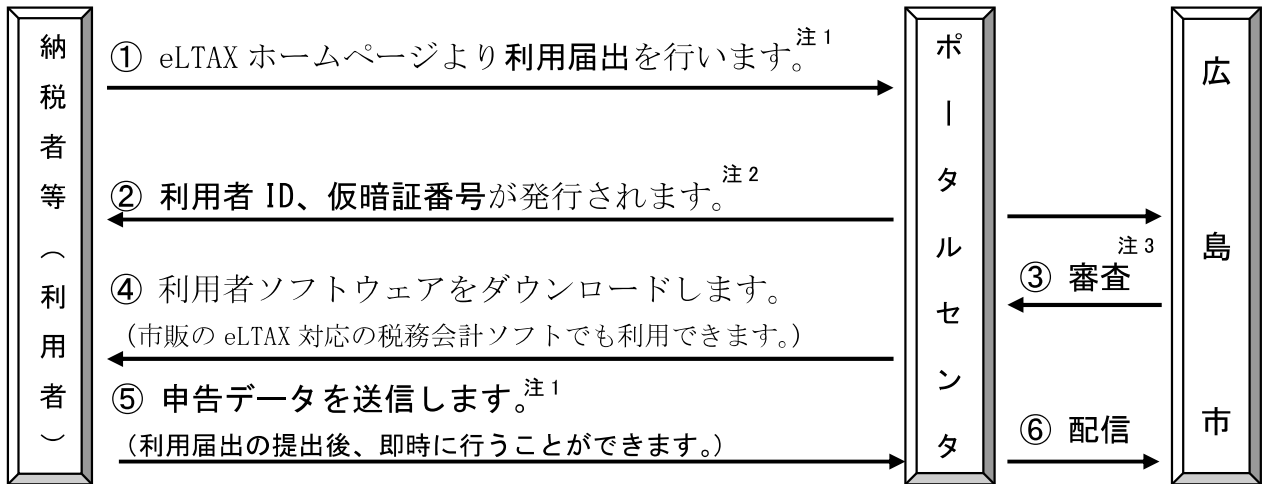 納税者等（利用者）
① eLTAX ホームページより利用届出を行います。注1
② 利用者 ID、仮暗証番号が発行されます。注2
④ 利用者ソフトウェアをダウンロードします。
（市販の eLTAX 対応の税務会計ソフトでも利用できます。）
⑤ 申告データを送信します。注1
（利用届出の提出後、即時に行うことができます。）
ポータルセンタ
注3
③ 審査
⑥ 配信
広島市